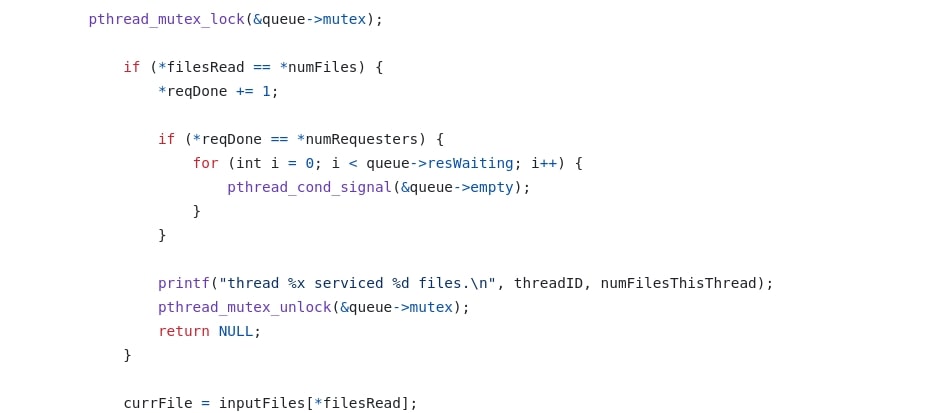 pthread_mutex_lock(&queue->mutex);
if (*filesRead == *numFiles) {
*reqDone += 1;
if (*reqDone == *numRequesters) {
for (int i = 0; i < queue->resWaiting; i++) {
pthread_cond_signal(&queue->empty);
}
}
printf("thread %x serviced %d files.\n", threadID, numFilesThisThread);
pthread_mutex_unlock(&queue->mutex);
return NULL;
}
currFile = inputFiles[*filesRead];